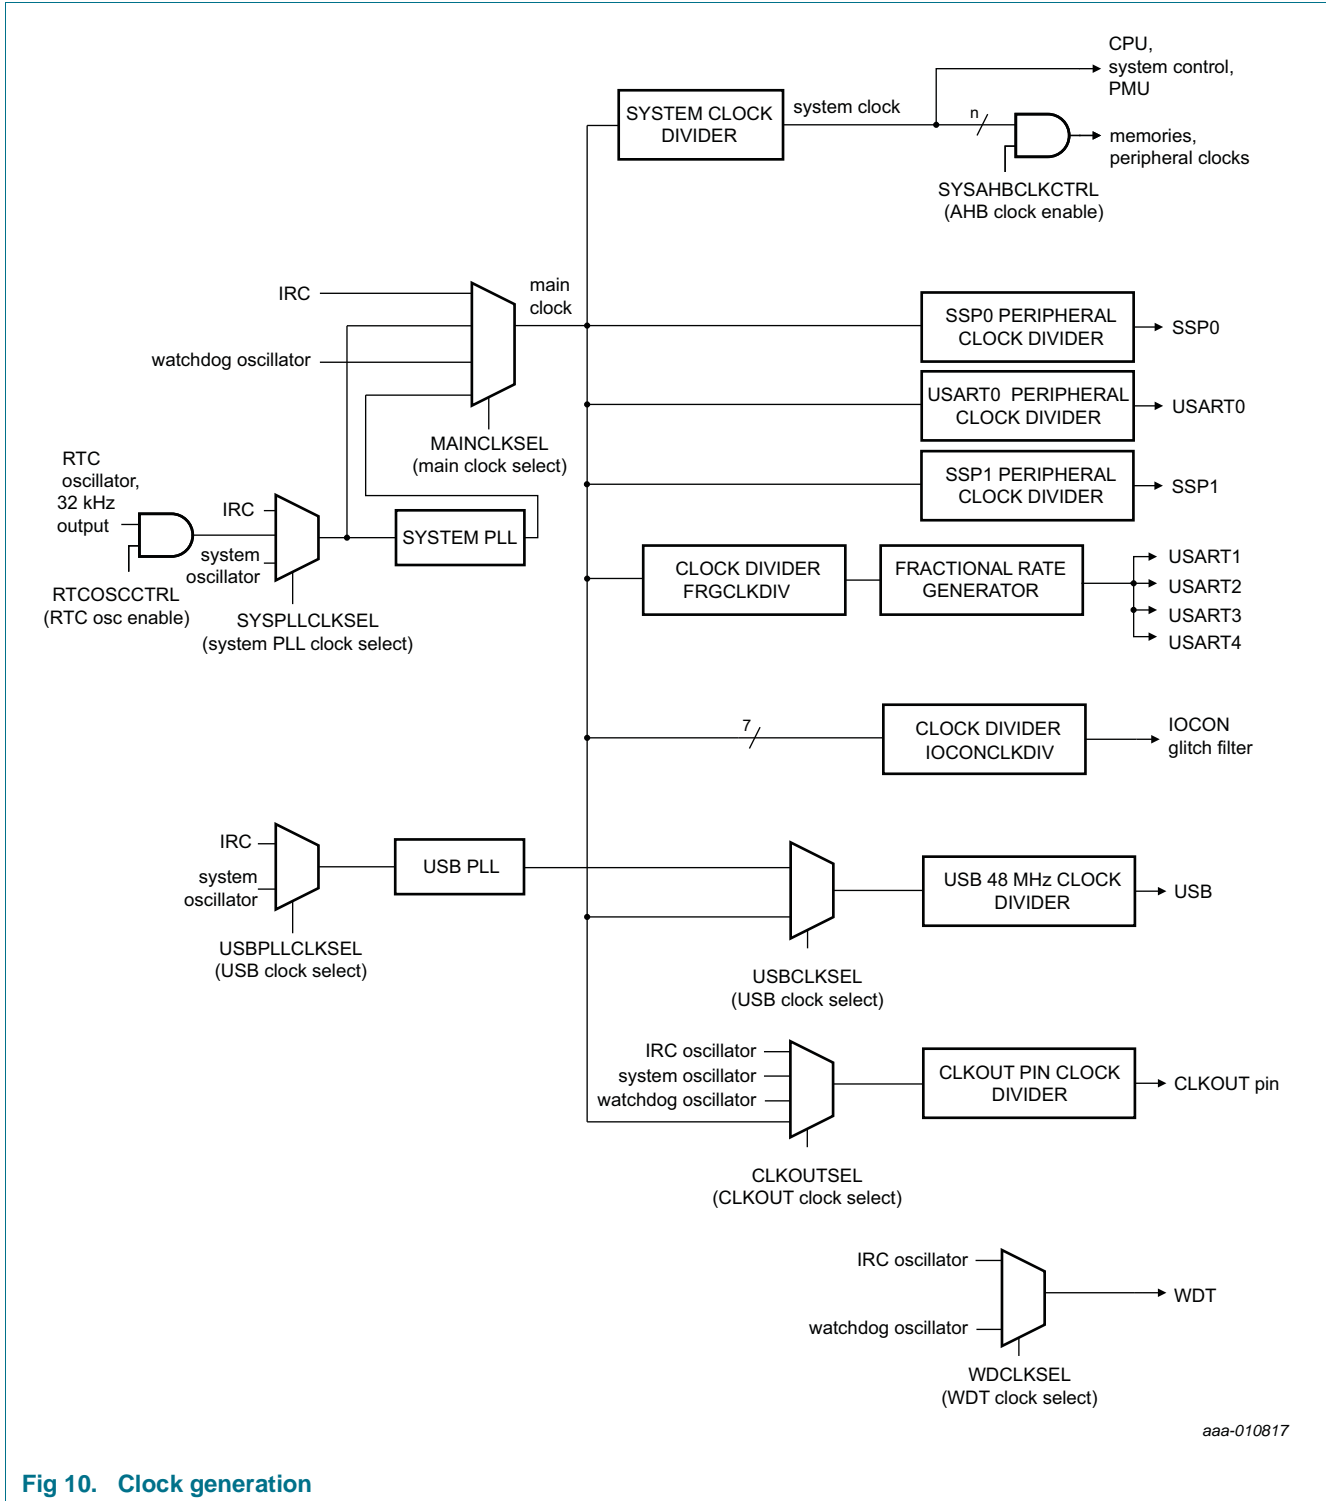 CPU,
system control,
PMU
SYSTEM CLOCK
DIVIDER
system clock
n
memories,
peripheral clocks
SYSAHBCLKCTRL
(AHB clock enable)
IRC
main
clock
watchdog oscillator
MAINCLKSEL
(main clock select)
SSP0 PERIPHERAL
CLOCK DIVIDER
SSP0
USART0 PERIPHERAL
CLOCK DIVIDER
USART0
SSP1 PERIPHERAL
CLOCK DIVIDER
SSP1
RTC
oscillator,
32 kHz
output
RTCOSCCTRL
(RTC osc enable)
IRC
system
oscillator
SYSPLLCLKSEL
(system PLL clock select)
SYSTEM PLL
CLOCK DIVIDER
FRGCLKDIV
FRACTIONAL RATE
GENERATOR
USART1
USART2
USART3
USART4
7
CLOCK DIVIDER
IOCONCLKDIV
IOCON
glitch filter
IRC
system
oscillator
USBPLLCLKSEL
(USB clock select)
USB PLL
USBCLKSEL
(USB clock select)
USB 48 MHz CLOCK
DIVIDER
USB
IRC oscillator
system oscillator
watchdog oscillator
CLKOUTSEL
(CLKOUT clock select)
CLKOUT PIN CLOCK
DIVIDER
CLKOUT pin
IRC oscillator
watchdog oscillator
WDCLKSEL
(WDT clock select)
WDT
aaa-010817
Fig 10. Clock generation